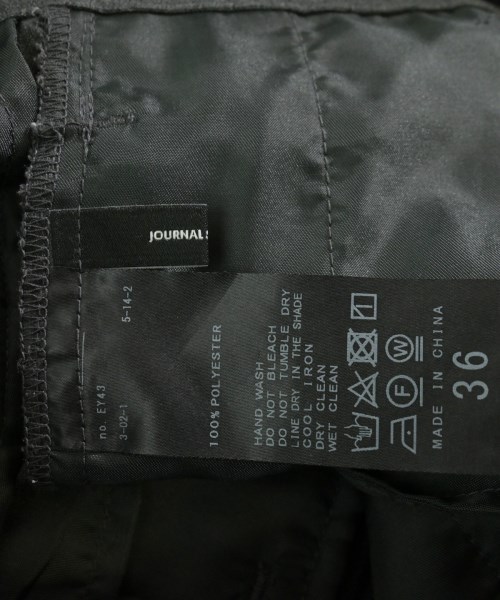 JOURNAL S
5-14-2
no. EY43
3-02-1
100% POLYESTER
HAND WASH
DO NOT BLEACH
DO NOT TUMBLE DRY
LINE DRY IN THE SHADE
COOL IRON
DRY CLEAN
WET CLEAN
F
W
MADE IN CHINA
36